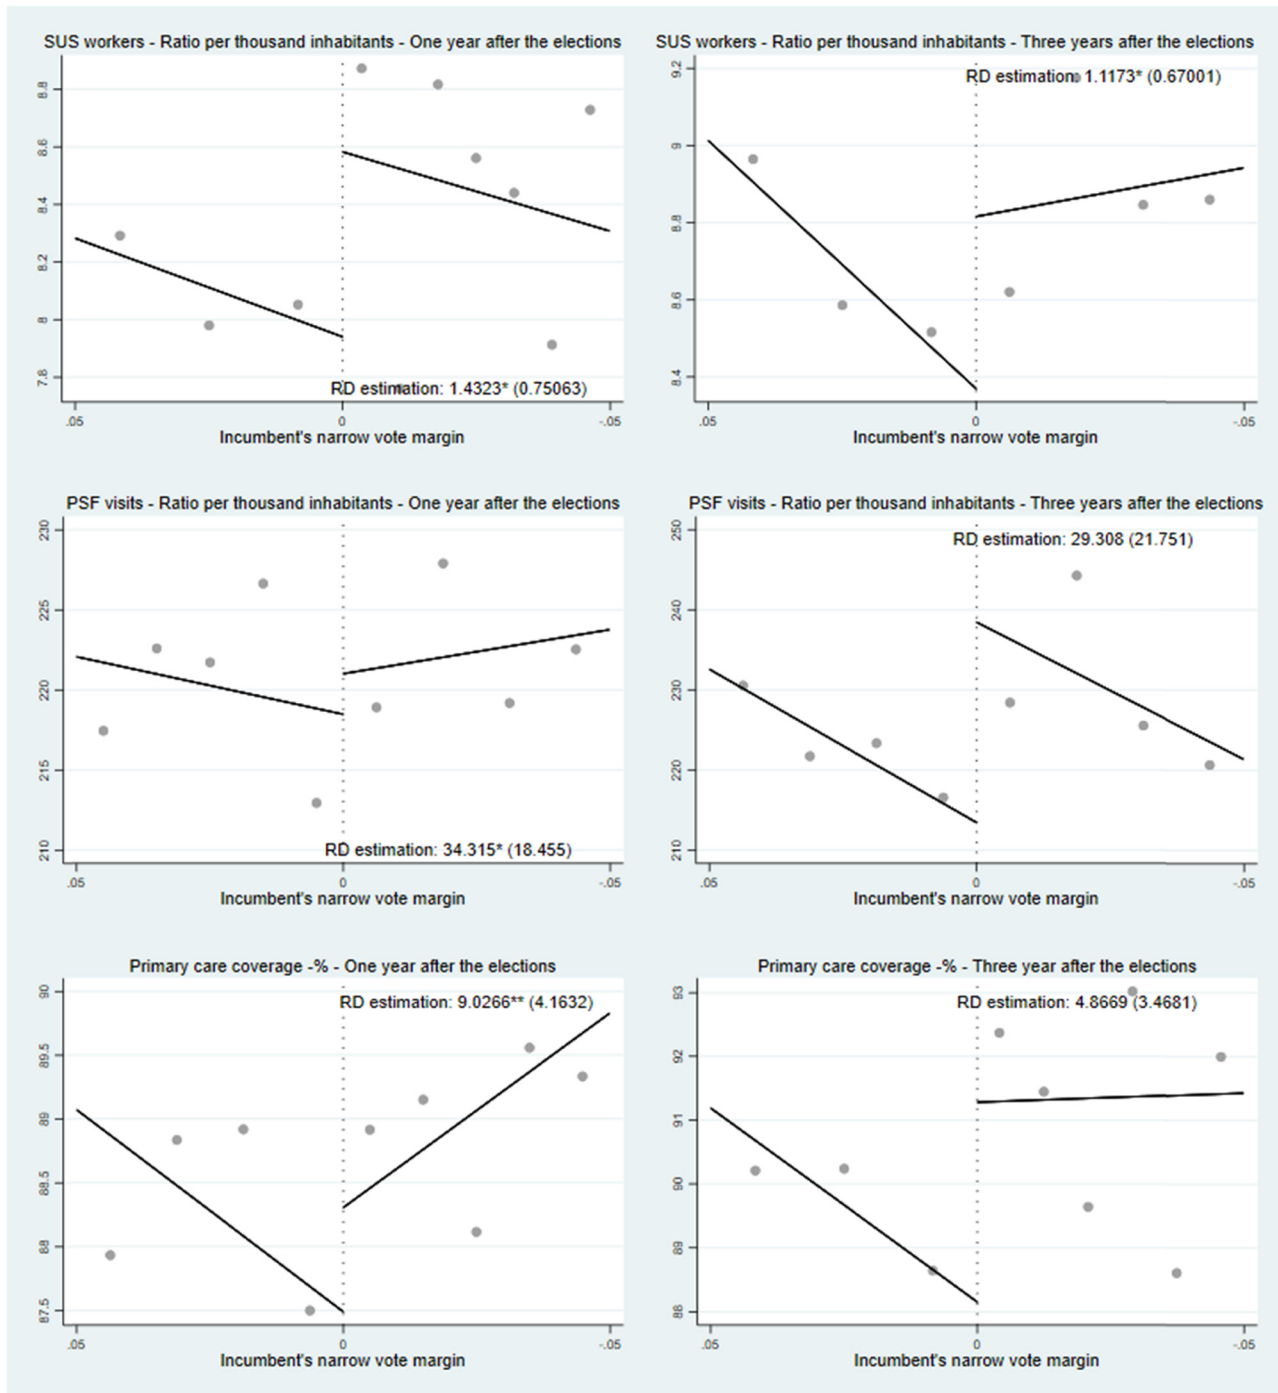 SUS workers - Ratio per thousand inhabitants - One year after the elections
8.8
8.6
8.4
8.2
8
7.8
RD estimation: 1.4323* (0.75063)
.05
0
-.05
Incumbent's narrow vote margin
SUS workers - Ratio per thousand inhabitants - Three years after the elections
9.2
RD estimation: 1.1173* (0.67001)
9
8.8
8.6
8.4
.05
0
-.05
Incumbent's narrow vote margin
PSF visits - Ratio per thousand inhabitants - One year after the elections
230
225
220
215
210
RD estimation: 34.315* (18.455)
.05
0
-.05
Incumbent's narrow vote margin
PSF visits - Ratio per thousand inhabitants - Three years after the elections
250
RD estimation: 29.308 (21.751)
240
230
220
210
.05
0
-.05
Incumbent's narrow vote margin
Primary care coverage -% - One year after the elections
90
RD estimation: 9.0266** (4.1632)
89.5
89
88.5
88
87.5
.05
0
-.05
Incumbent's narrow vote margin
Primary care coverage -% - Three year after the elections
93
RD estimation: 4.8669 (3.4681)
92
91
90
89
88
.05
0
-.05
Incumbent's narrow vote margin